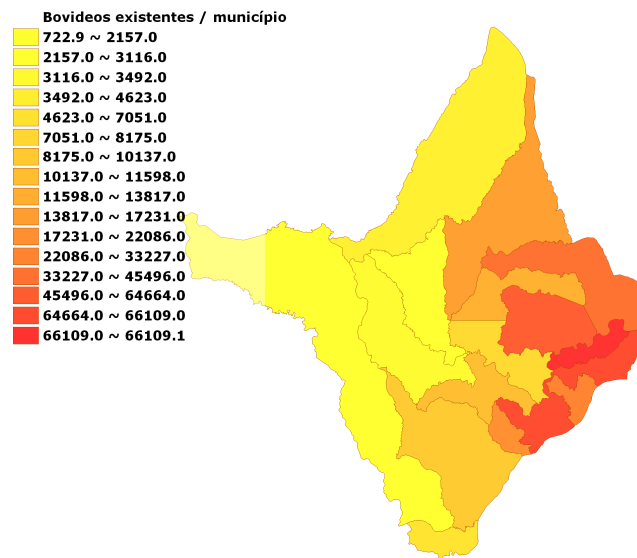 Bovideos existentes / município
722.9 ~ 2157.0
2157.0 ~ 3116.0
3116.0 ~ 3492.0
3492.0 ~ 4623.0
4623.0 ~ 7051.0
7051.0 ~ 8175.0
8175.0 ~ 10137.0
10137.0 ~ 11598.0
11598.0 ~ 13817.0
13817.0 ~ 17231.0
17231.0 ~ 22086.0
22086.0 ~ 33227.0
33227.0 ~ 45496.0
45496.0 ~ 64664.0
64664.0 ~ 66109.0
66109.0 ~ 66109.1